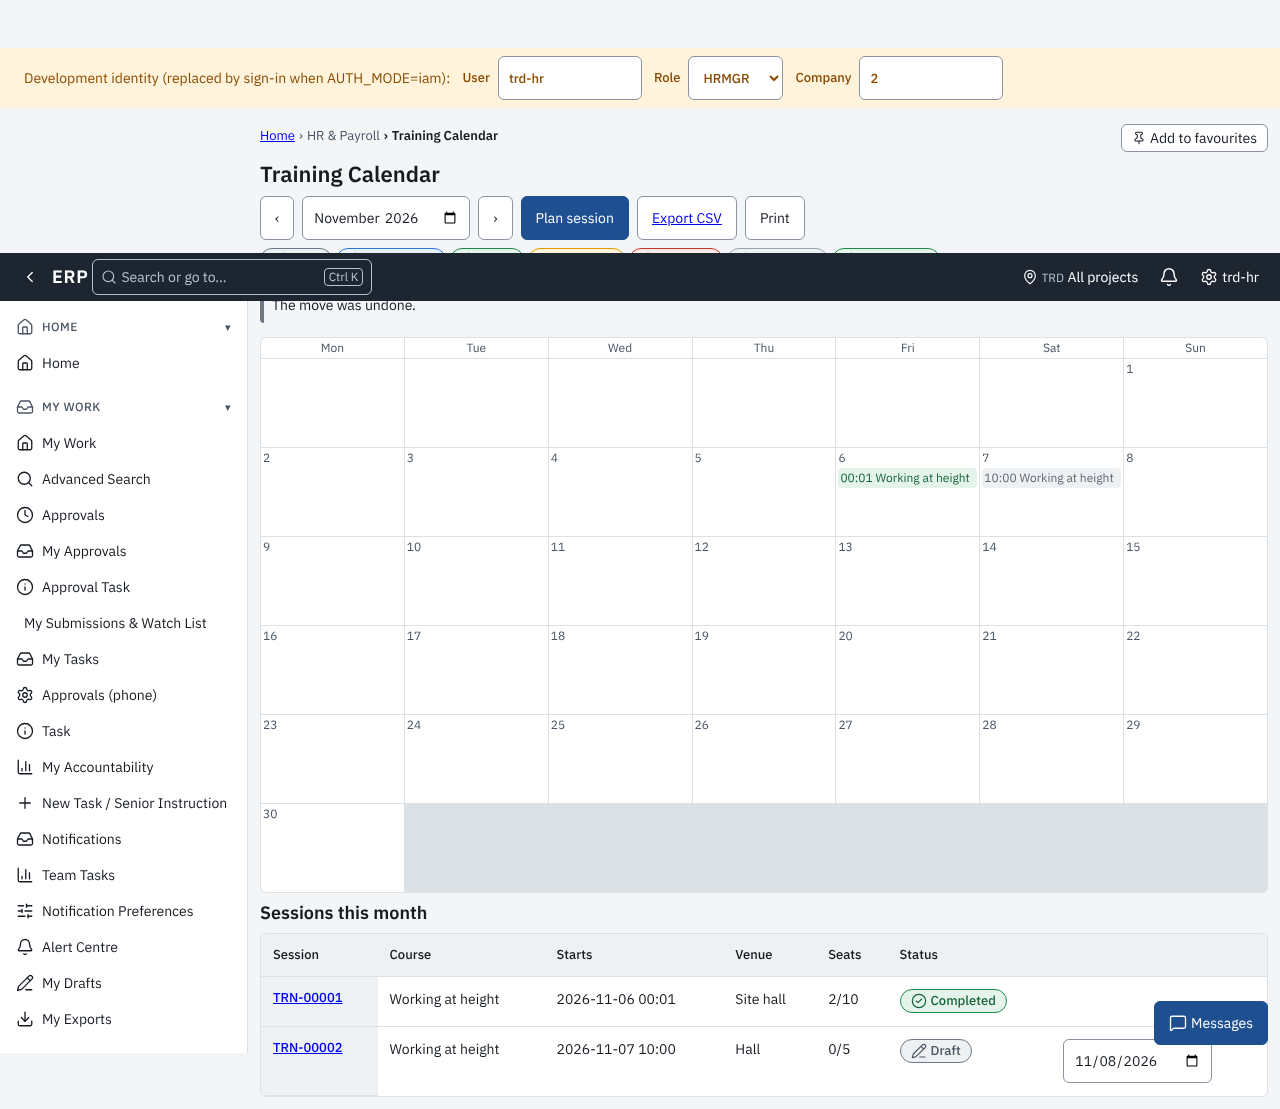 Development identity (replaced by sign-in when AUTH_MODE=iam): User trd-hr Role HRMGR Company 2
Home › HR & Payroll › Training Calendar
Add to favourites
Training Calendar
‹ November 2026 › Plan session Export CSV Print
ERP Search or go to... Ctrl K TRD All projects trd-hr
The move was undone.
HOME
Home
MY WORK
My Work
Advanced Search
Approvals
My Approvals
Approval Task
My Submissions & Watch List
My Tasks
Approvals (phone)
Task
My Accountability
New Task / Senior Instruction
Notifications
Team Tasks
Notification Preferences
Alert Centre
My Drafts
My Exports
Mon Tue Wed Thu Fri Sat Sun
1
2 3 4 5 6 7 8
00:01 Working at height 10:00 Working at height
9 10 11 12 13 14 15
16 17 18 19 20 21 22
23 24 25 26 27 28 29
30
Sessions this month
Session Course Starts Venue Seats Status
TRN-00001 Working at height 2026-11-06 00:01 Site hall 2/10 Completed
TRN-00002 Working at height 2026-11-07 10:00 Hall 0/5 Draft 11/08/2026
Messages